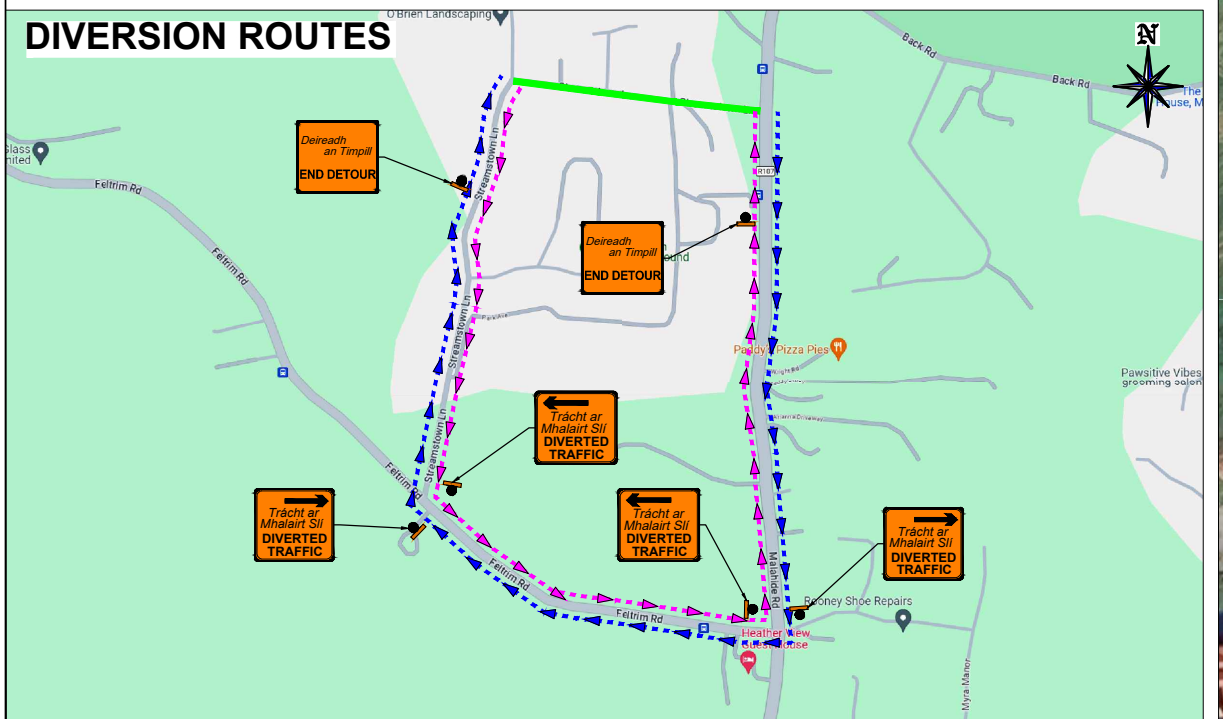 O'Brien Landscaping
DIVERSION ROUTES
N
Back Rd
Back Rd
The
House, M
Glass
nited
Feltrim Rd
Deireadh
an Timpill
END DETOUR
Streamstown Ln
R107
Deireadh
an Timpill
END DETOUR
ound
Feltrim Rd
Streamstown Ln
Paddy's Pizza Pies
Pawsitive Vibes
grooming salon
Trácht ar
Mhalairt Slí
DIVERTED
TRAFFIC
Streamstown Ln
Feltrim Rd
Trácht ar
Mhalairt Slí
DIVERTED
TRAFFIC
Trácht ar
Mhalairt Slí
DIVERTED
TRAFFIC
Trácht ar
Mhalairt Slí
DIVERTED
TRAFFIC
Malahide Rd
Feltrim Rd
Feltrim Rd
Rooney Shoe Repairs
Heather View
Guest House
Myra Manor